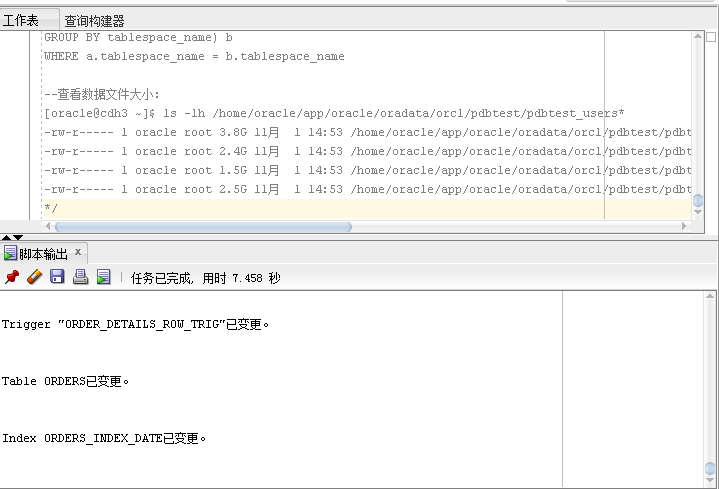 工作表 查询构建器
GROUP BY tablespace_name) b
WHERE a.tablespace_name = b.tablespace_name
--查看数据文件大小:
[oracle@cdh3 ~]$ ls -lh /home/oracle/app/oracle/oradata/orcl/pdbtest/pdbtest_users*
-rw-r----- 1 oracle root 3.8G 11月  1 14:53 /home/oracle/app/oracle/oradata/orcl/pdbtest/pdbt
-rw-r----- 1 oracle root 2.4G 11月  1 14:53 /home/oracle/app/oracle/oradata/orcl/pdbtest/pdbt
-rw-r----- 1 oracle root 1.5G 11月  1 14:53 /home/oracle/app/oracle/oradata/orcl/pdbtest/pdbt
-rw-r----- 1 oracle root 2.5G 11月  1 14:53 /home/oracle/app/oracle/oradata/orcl/pdbtest/pdbt
*/
脚本输出 x
任务已完成, 用时 7.458 秒
Trigger "ORDER_DETAILS_ROW_TRIG"已变更。
Table ORDERS已变更。
Index ORDERS_INDEX_DATE已变更。